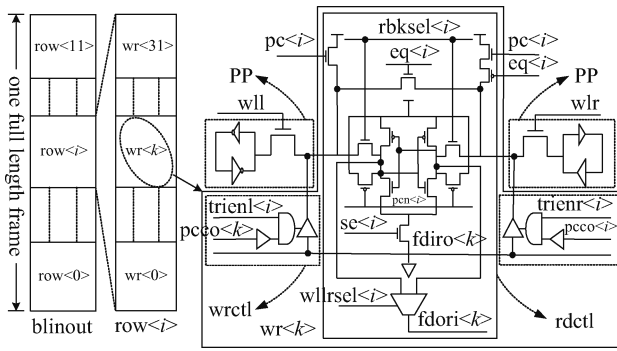 one full length frame
row<11>
row<i>
row<0>
blinout
wr<31>
wr<k>
wr<0>
row<i>
rbksel<i>
pc<i>
eq<i>
pc<i>
eq<i>
PP
PP
wll
wlr
pcn<i>
trienl<i>
pcco<k>
se<i>
fdiro<k>
trienr<i>
pcco<i>
wrctl
wllrsel<i>
wr<k>
fdori<k>
rdctl